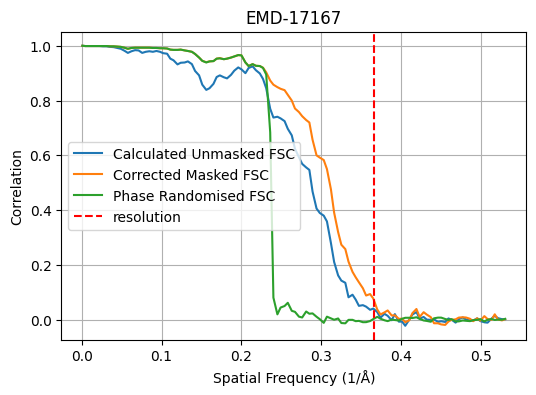 EMD-17167
1.0
0.8
0.6
0.4
0.2
0.0
Correlation
Calculated Unmasked FSC
Corrected Masked FSC
Phase Randomised FSC
resolution
0.0 0.1 0.2 0.3 0.4 0.5
Spatial Frequency (1/Å)